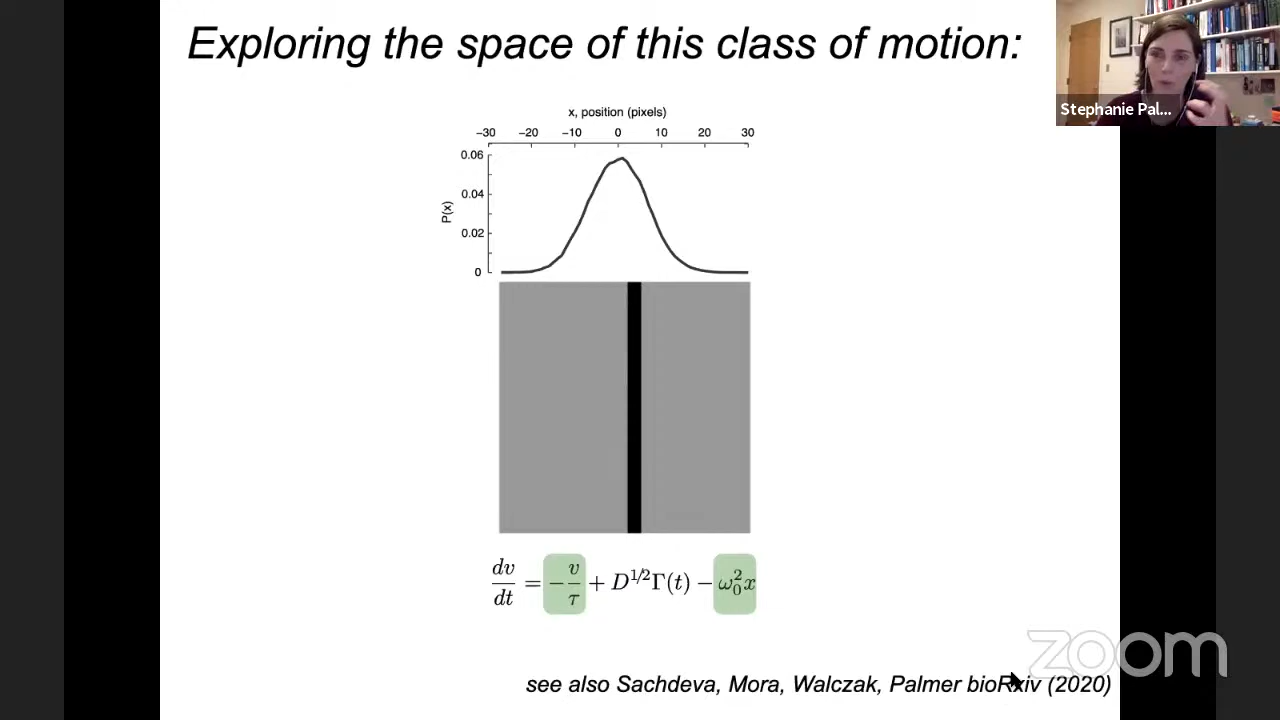 Exploring the space of this class of motion:
Stephanie Pal...
x, position (pixels)
−30 −20 −10 0 10 20 30
P(x)
0.06
0.04
0.02
0
dv/dt = −v/τ + D^{1/2}Γ(t) − ω₀²x
zoom
see also Sachdeva, Mora, Walczak, Palmer bioRxiv (2020)